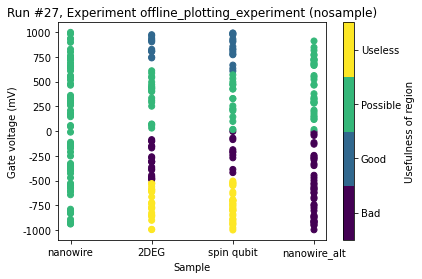 Run #27, Experiment offline_plotting_experiment (nosample)
1000
750
500
250
0
-250
-500
-750
-1000
Gate voltage (mV)
nanowire
2DEG
spin qubit
nanowire_alt
Sample
Useless
Possible
Good
Bad
Usefulness of region